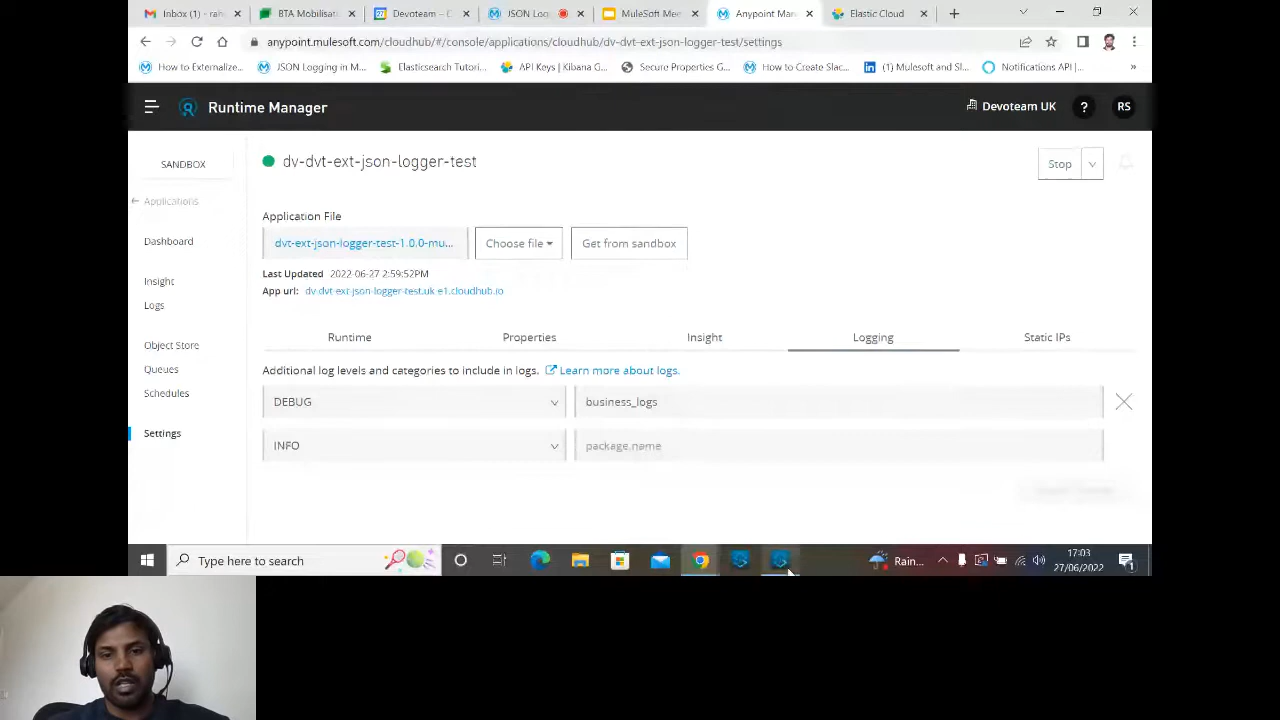 Inbox (1) - rah
BTA Mobilisat
Devoteam – C
JSON Log
MuleSoft Mee
Anypoint Man
Elastic Cloud
anypoint.mulesoft.com/cloudhub/#/console/applications/cloudhub/dv-dvt-ext-json-logger-test/settings
How to Externalize...
JSON Logging in M...
Elasticsearch Tutori...
API Keys | Kibana G...
Secure Properties G...
How to Create Slac...
(1) Mulesoft and Sl...
Notifications API |...
»
Runtime Manager
Devoteam UK
?
RS
SANDBOX
dv-dvt-ext-json-logger-test
Stop
Applications
Application File
Dashboard
dvt-ext-json-logger-test-1.0.0-mu...
Choose file
Get from sandbox
Last Updated 2022-06-27 2:59:52PM
Insight
App url: dv-dvt-ext-json-logger-test.uk-e1.cloudhub.io
Logs
Runtime
Properties
Insight
Logging
Static IPs
Object Store
Queues
Additional log levels and categories to include in logs. Learn more about logs.
Schedules
DEBUG
business_logs
Settings
INFO
package.name
Type here to search
Rain...
17:03
27/06/2022
1